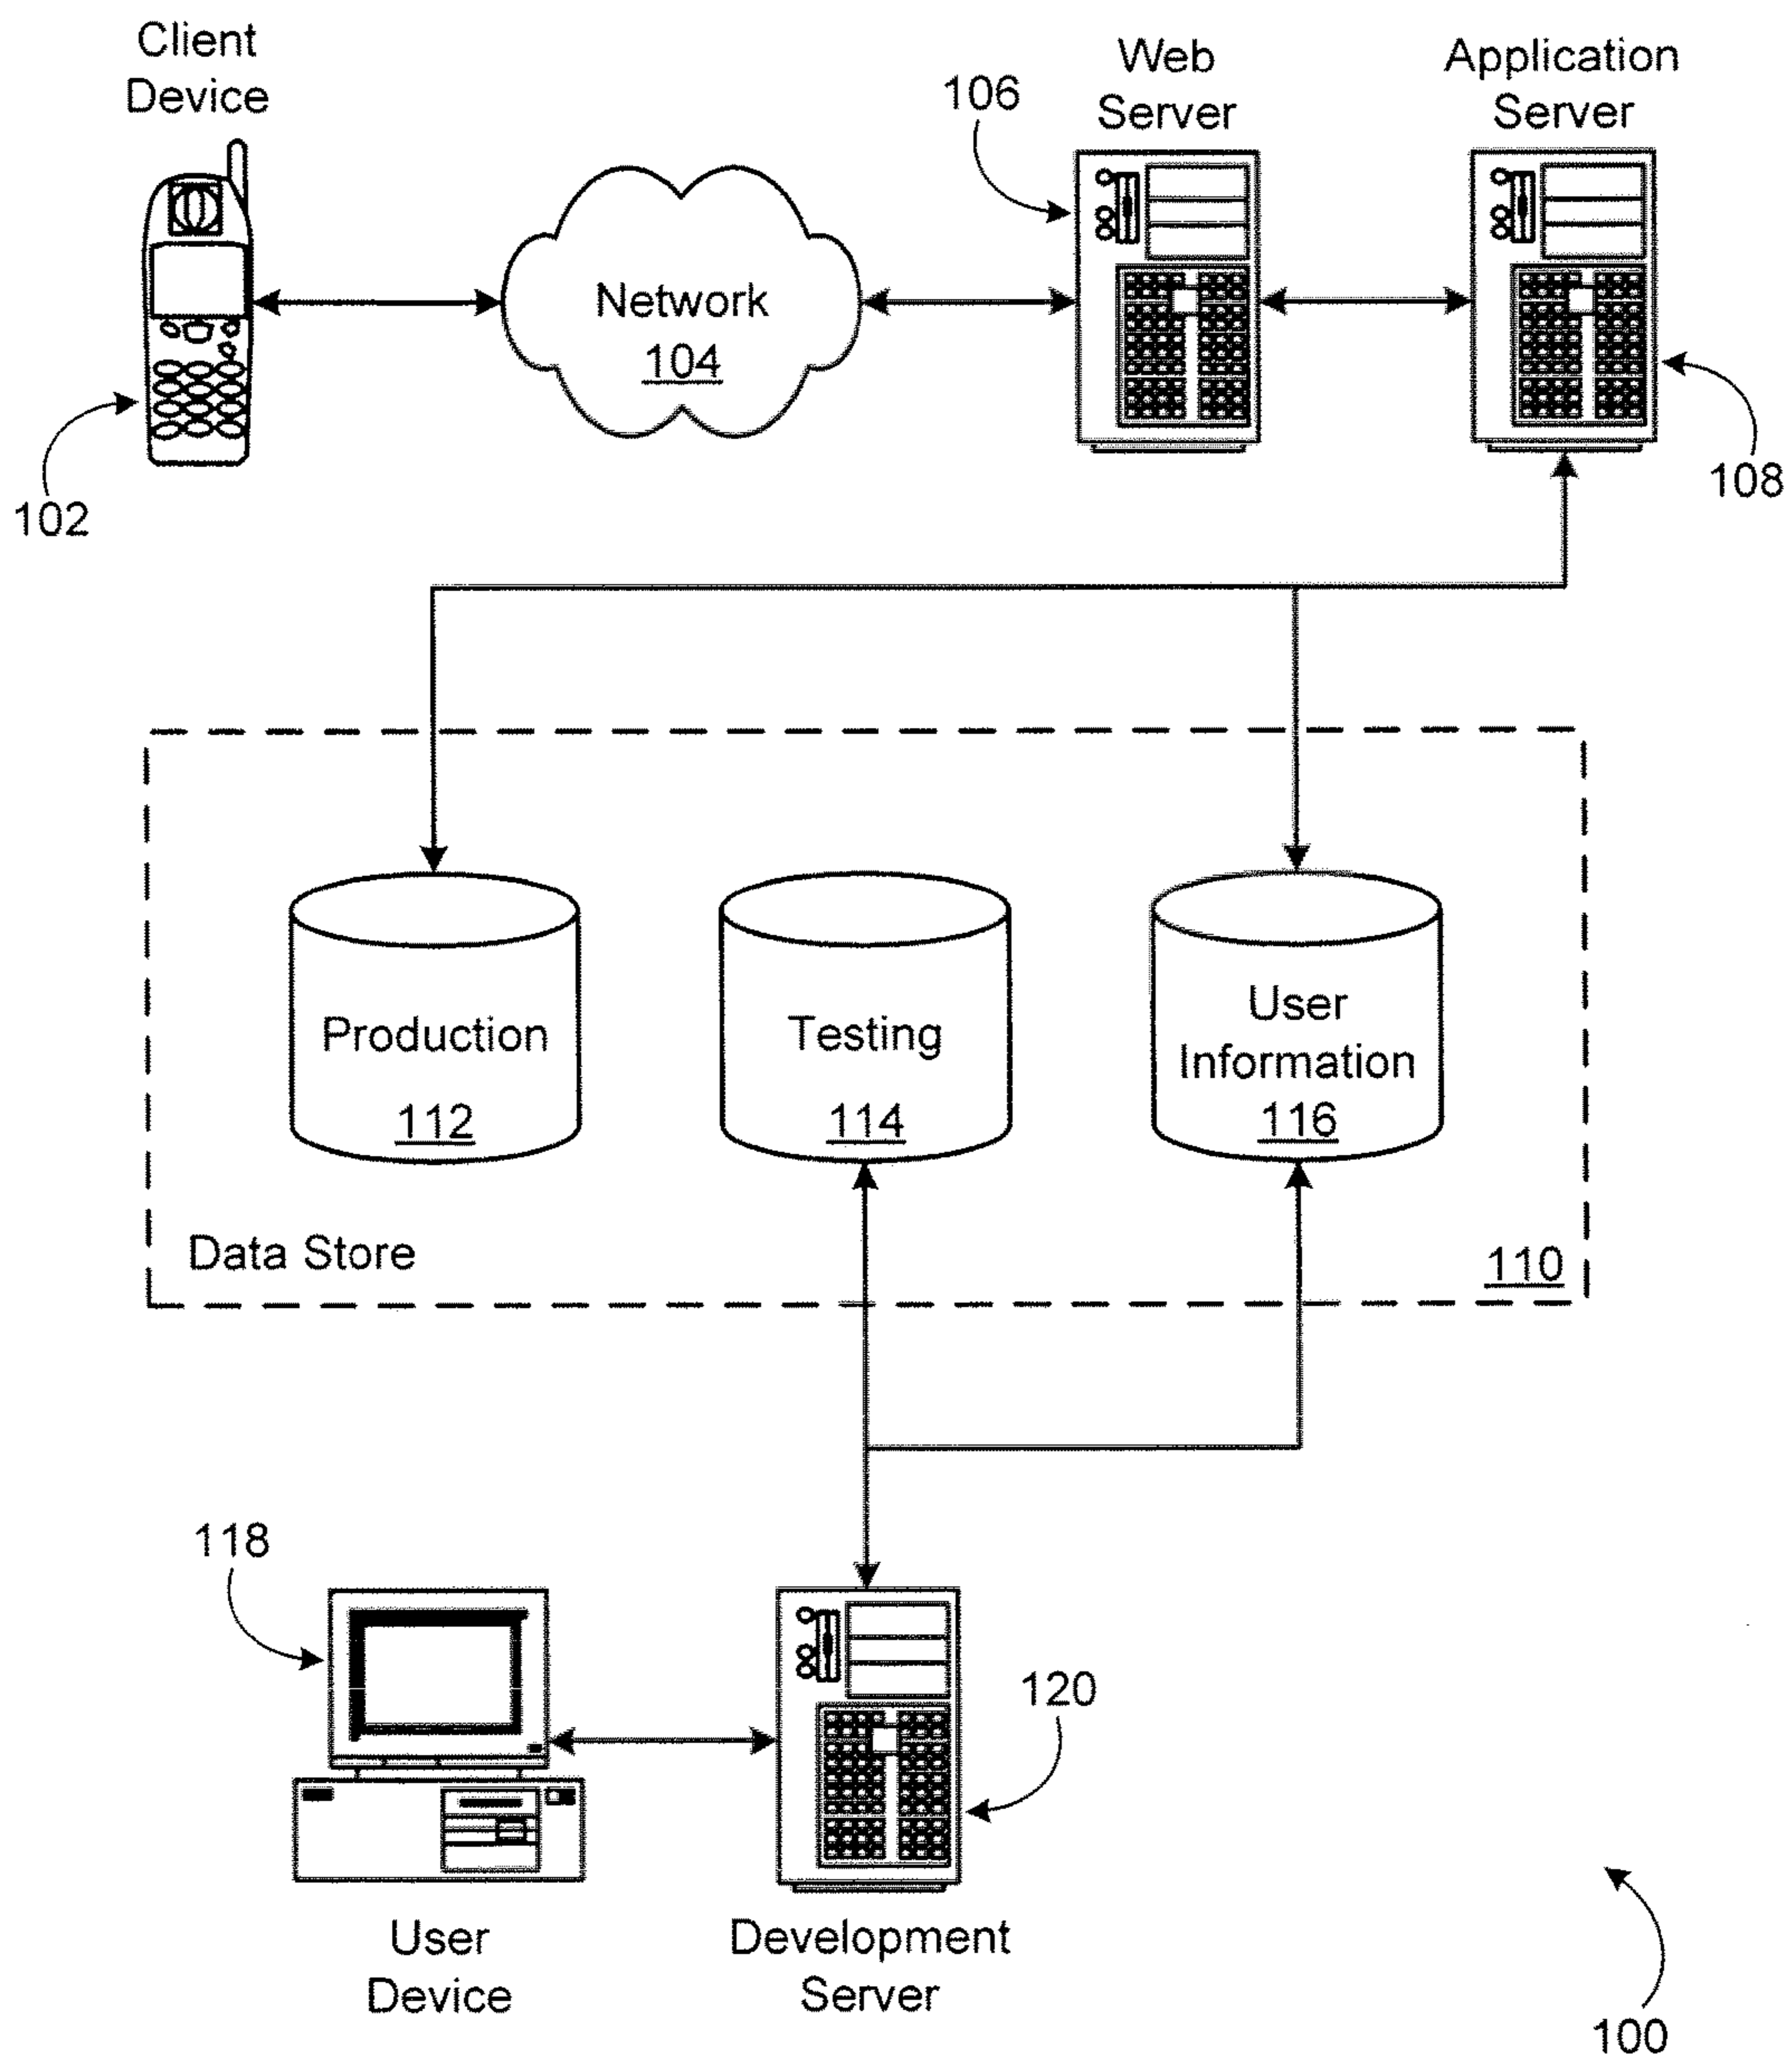 Client
Device
Web
Server
Application
Server
106
Network
104
102
108
Production
112
Testing
114
User
Information
116
Data Store
110
118
120
User
Device
Development
Server
100